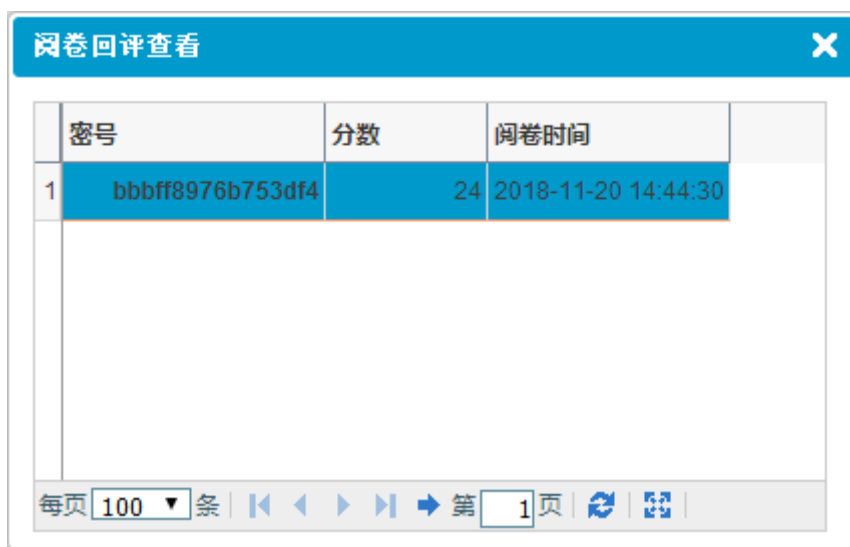 阅卷回评查看
密号 分数 阅卷时间
1 bbbff8976b753df4 24 2018-11-20 14:44:30
每页 100 条 第 1 页